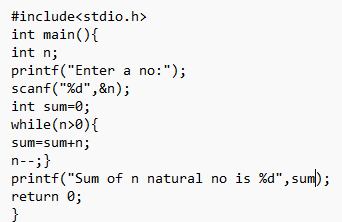 #include<stdio.h>
int main(){
int n;
printf("Enter a no:");
scanf("%d",&n);
int sum=0;
while(n>0){
sum=sum+n;
n--;}
printf("Sum of n natural no is %d",sum);
return 0;
}